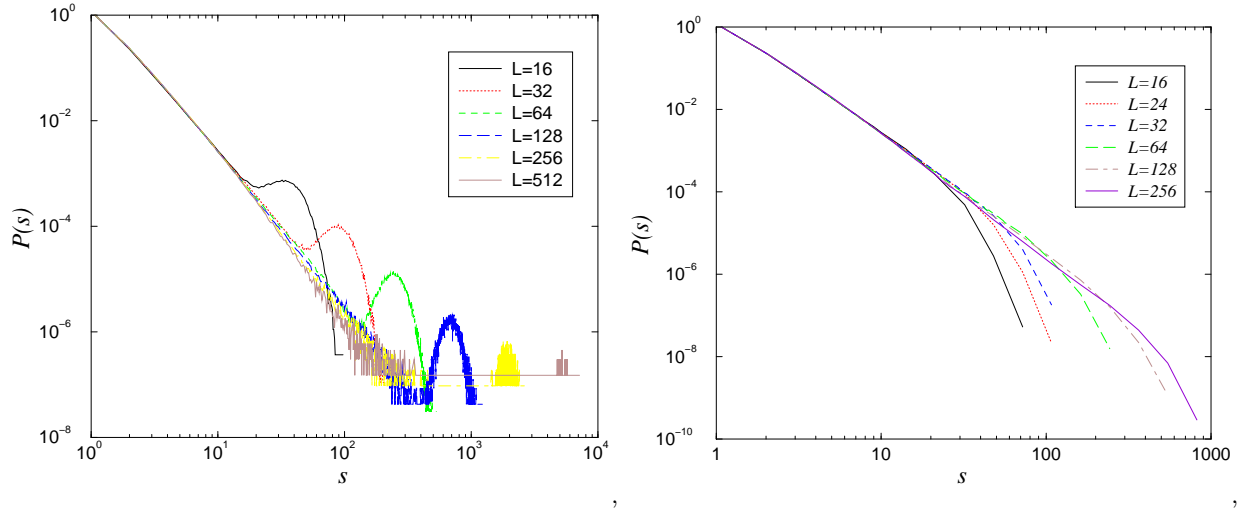 10^0
10^-2
10^-4
10^-6
10^-8
P(s)
10^0 10^1 10^2 10^3 10^4
s
L=16
L=32
L=64
L=128
L=256
L=512
,
10^0
10^-2
10^-4
10^-6
10^-8
10^-10
P(s)
1 10 100 1000
s
L=16
L=24
L=32
L=64
L=128
L=256
,